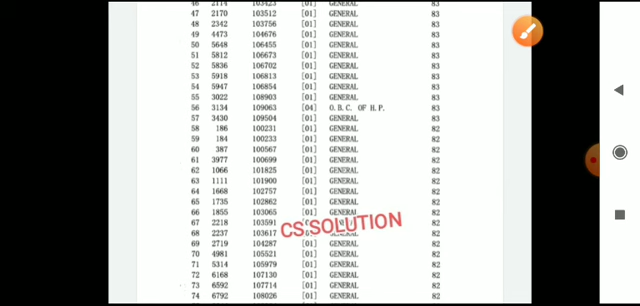 46 2114 103423 [01] GENERAL 83
47 2170 103512 [01] GENERAL 83
48 2342 103756 [01] GENERAL 83
49 4473 104676 [01] GENERAL 83
50 5648 106455 [01] GENERAL 83
51 5812 106673 [01] GENERAL 83
52 5836 106702 [01] GENERAL 83
53 5918 106813 [01] GENERAL 83
54 5947 106854 [01] GENERAL 83
55 3022 108903 [01] GENERAL 83
56 3134 109063 [04] O.B.C. OF H.P. 83
57 3430 109504 [01] GENERAL 83
58 186 100231 [01] GENERAL 82
59 184 100233 [01] GENERAL 82
60 387 100567 [01] GENERAL 82
61 3977 100699 [01] GENERAL 82
62 1066 101825 [01] GENERAL 82
63 1111 101900 [01] GENERAL 82
64 1668 102757 [01] GENERAL 82
65 1735 102862 [01] GENERAL 82
66 1855 103065 [01] GENERAL 82
67 2218 103591 82
CS SOLUTION
68 2237 103617 GENERAL 82
69 2719 104287 [01] GENERAL 82
70 4981 105521 [01] GENERAL 82
71 5314 105979 [01] GENERAL 82
72 6168 107130 [01] GENERAL 82
73 6592 107714 [01] GENERAL 82
74 6792 108026 [01] GENERAL 82